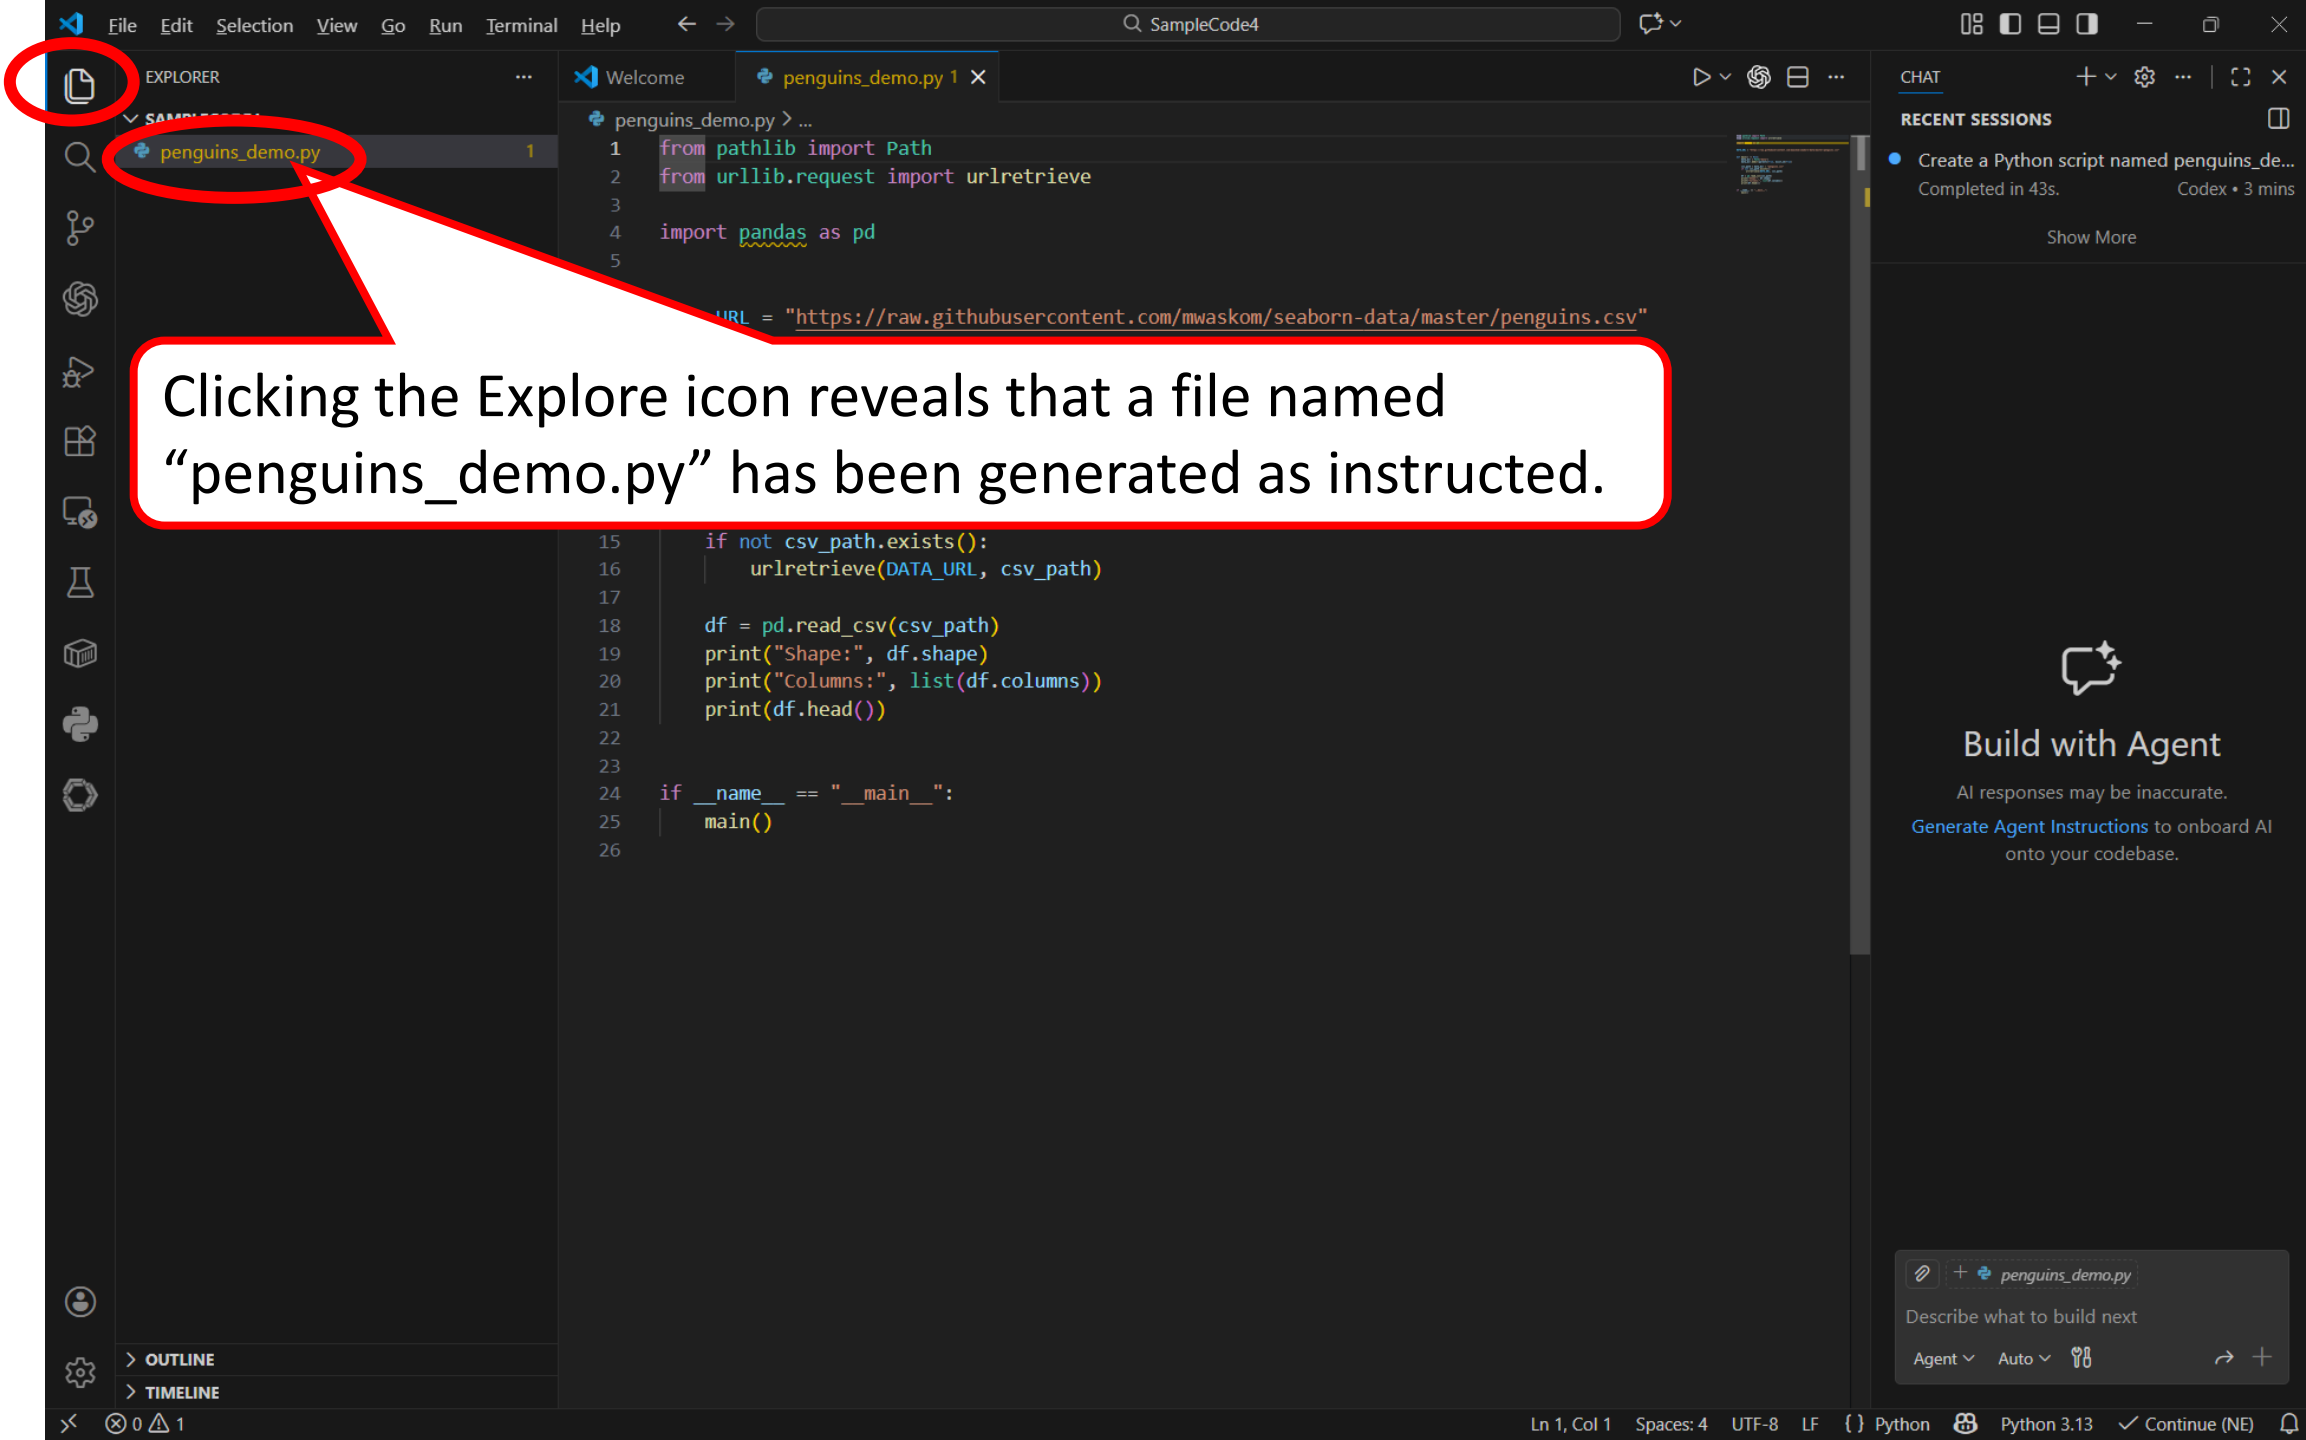 File Edit Selection View Go Run Terminal Help
SampleCode4
EXPLORER
penguins_demo.py 1
Welcome
penguins_demo.py 1
penguins_demo.py > ...
1 from pathlib import Path
2 from urllib.request import urlretrieve
3
4 import pandas as pd
5
URL = "https://raw.githubusercontent.com/mwaskom/seaborn-data/master/penguins.csv"
Clicking the Explore icon reveals that a file named
“penguins_demo.py” has been generated as instructed.
15 if not csv_path.exists():
16 urlretrieve(DATA_URL, csv_path)
17
18 df = pd.read_csv(csv_path)
19 print("Shape:", df.shape)
20 print("Columns:", list(df.columns))
21 print(df.head())
22
23
24 if __name__ == "__main__":
25 main()
26
OUTLINE
TIMELINE
CHAT
RECENT SESSIONS
Create a Python script named penguins_de...
Completed in 43s. Codex • 3 mins
Show More
Build with Agent
AI responses may be inaccurate.
Generate Agent Instructions to onboard AI
onto your codebase.
penguins_demo.py
Describe what to build next
Agent Auto
0 1
Ln 1, Col 1 Spaces: 4 UTF-8 LF {} Python Python 3.13 Continue (NE)